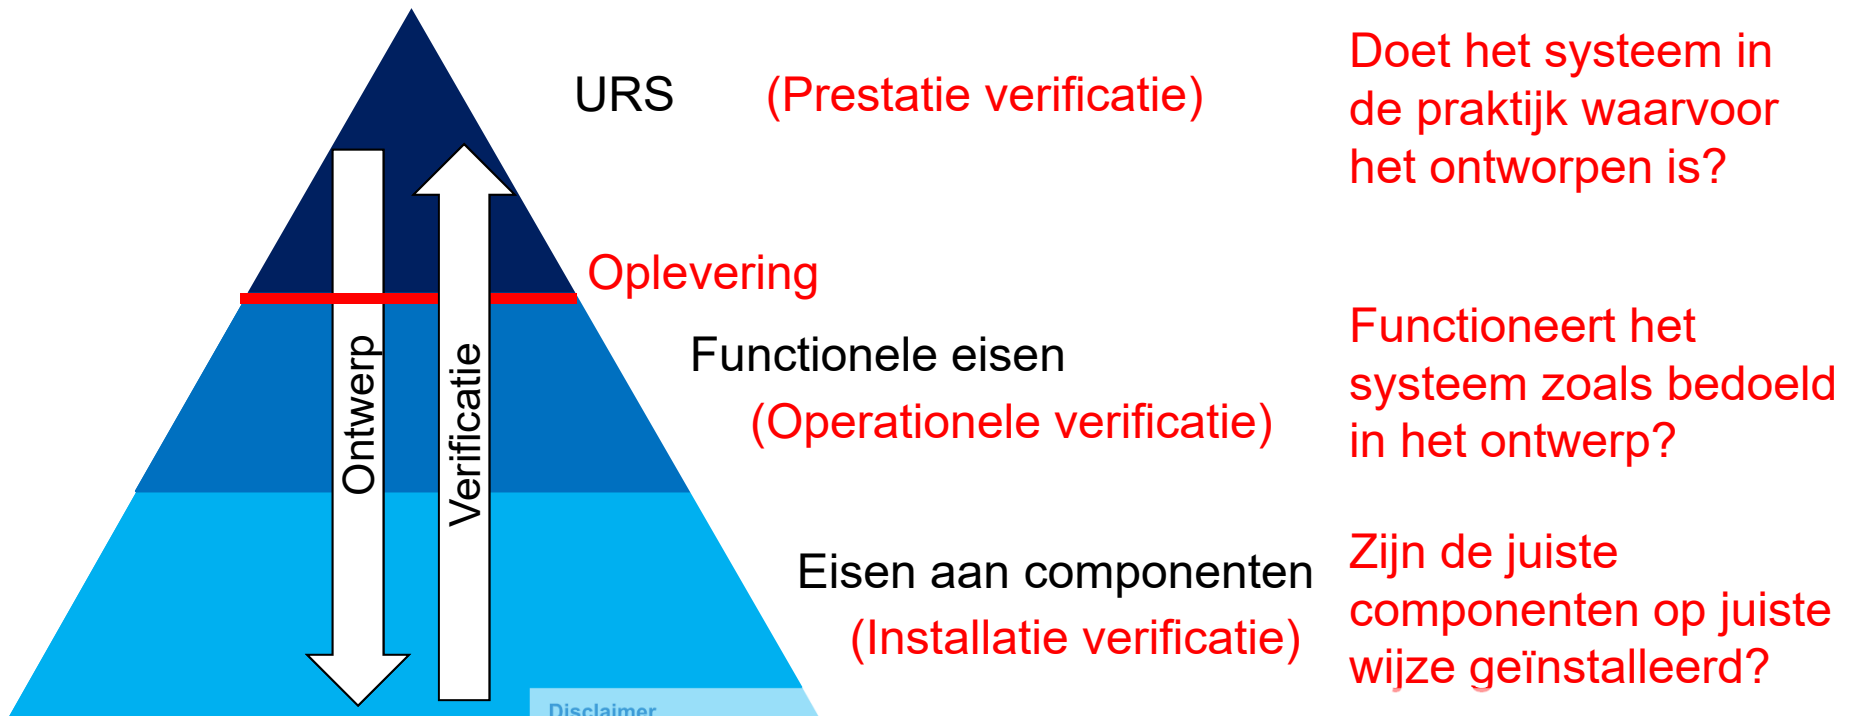 URS (Prestatie verificatie)
Doet het systeem in
de praktijk waarvoor
het ontworpen is?
Oplevering
Functionele eisen
(Operationele verificatie)
Functioneert het
systeem zoals bedoeld
in het ontwerp?
Ontwerp
Verificatie
Eisen aan componenten
(Installatie verificatie)
Zijn de juiste
componenten op juiste
wijze geïnstalleerd?
Disclaimer